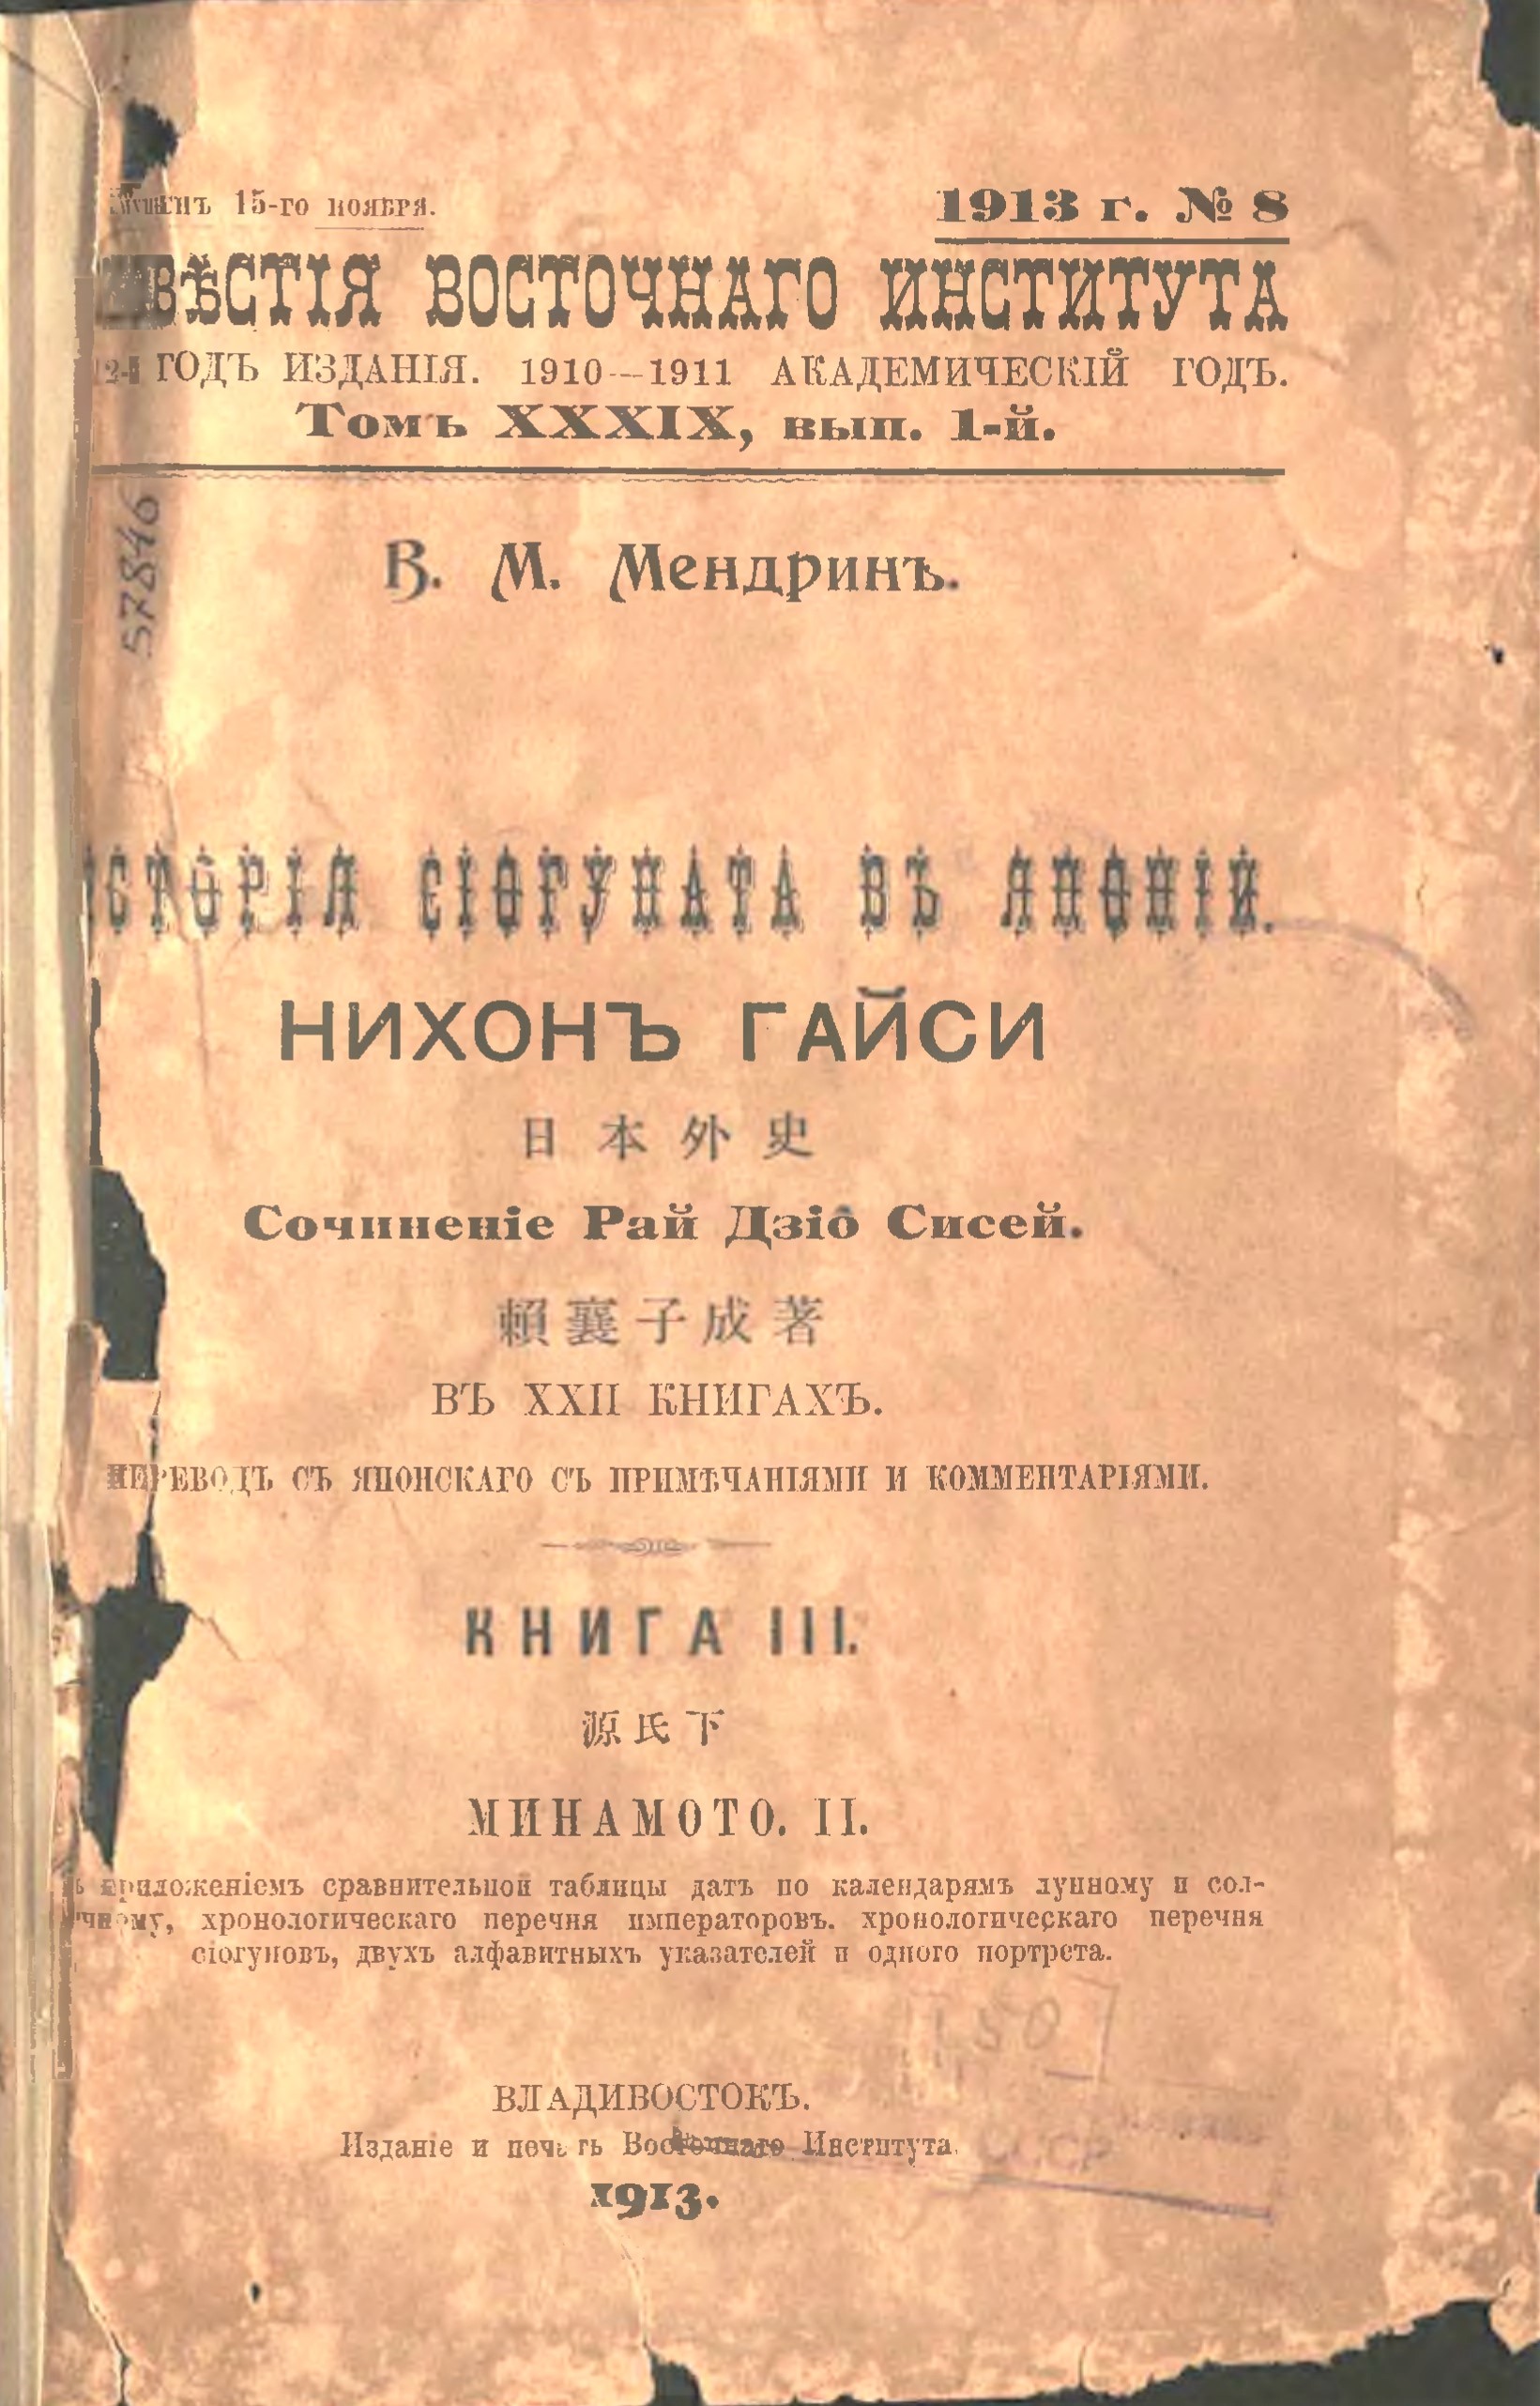 15-го ноября.
1913 г. № 8
ВѢСТІЯ ВОСТОЧНАГО ИНСТИТУТА
12-й ГОДЪ ИЗДАНІЯ. 1910—1911 АКАДЕМИЧЕСКІЙ ГОДЪ.
Томъ XXXIX, вып. 1-й.
57846
В. М. Мендринъ.
ИСТОРІЯ СІОГУНАТА ВЪ ЯПОНІИ.
НИХОНЪ ГАЙСИ
日本外史
Сочиненіе Рай Дзіо̂ Сисей.
賴襄子成著
ВЪ XXII КНИГАХЪ.
ПЕРЕВОДЪ СЪ ЯПОНСКАГО СЪ ПРИМѢЧАНІЯМИ И КОММЕНТАРІЯМИ.
КНИГА III.
源氏下
МИНАМОТО. II.
приложеніемъ сравнительной таблицы датъ по календарямъ лунному и сол-
чному, хронологическаго перечня императоровъ. хронологическаго перечня
сіогуновъ, двухъ алфавитныхъ указателей и одного портрета.
ВЛАДИВОСТОКЪ.
Изданіе и печать Восточнаго Института.
1913.